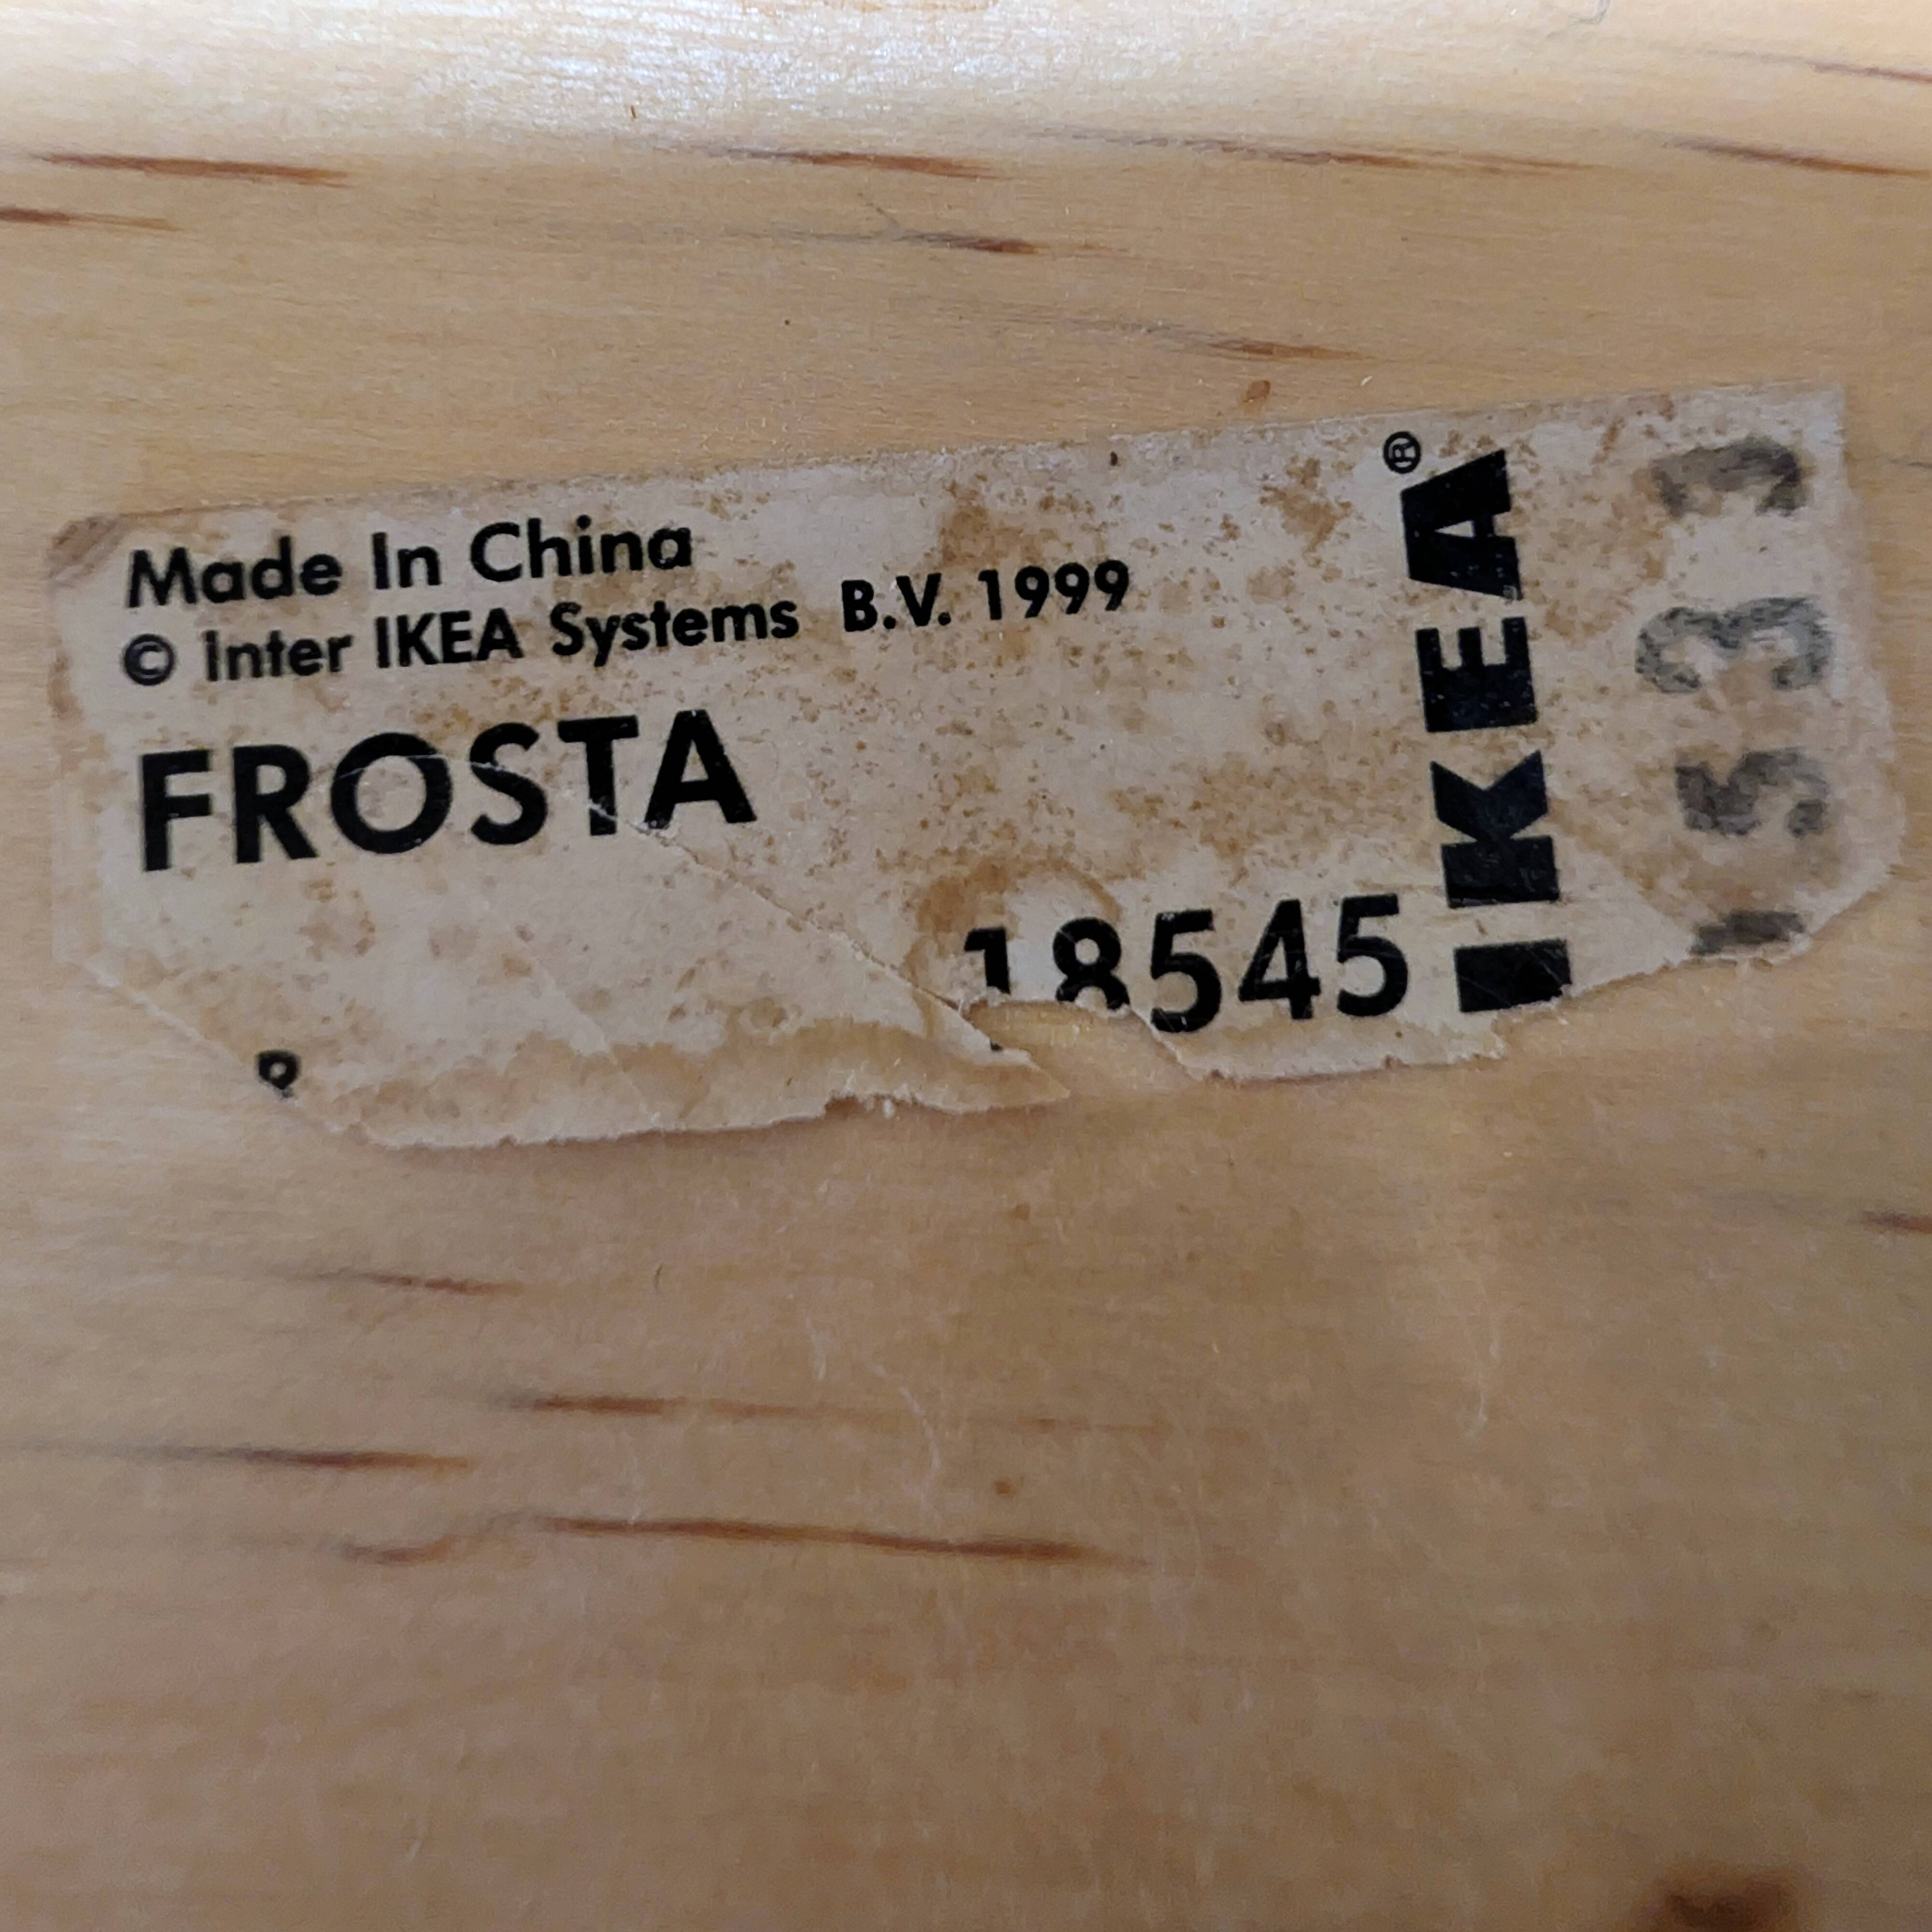 Made In China
© Inter IKEA Systems B.V. 1999
FROSTA
18545
IKEA®